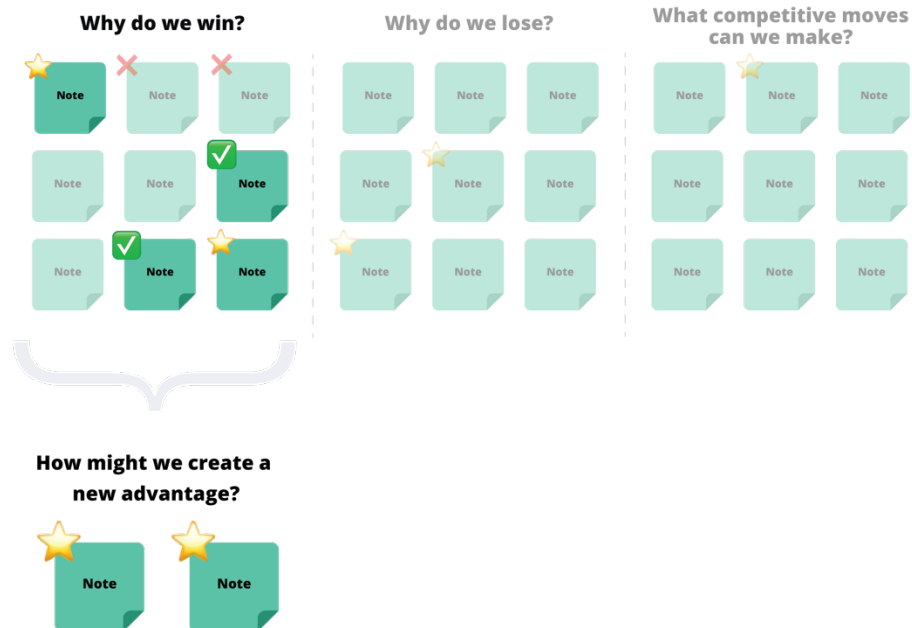 Why do we win?
Why do we lose?
What competitive moves
can we make?
Note Note Note
Note Note Note
Note Note Note
Note Note Note
Note Note Note
Note Note Note
Note Note Note
Note Note Note
Note Note Note
How might we create a
new advantage?
Note Note